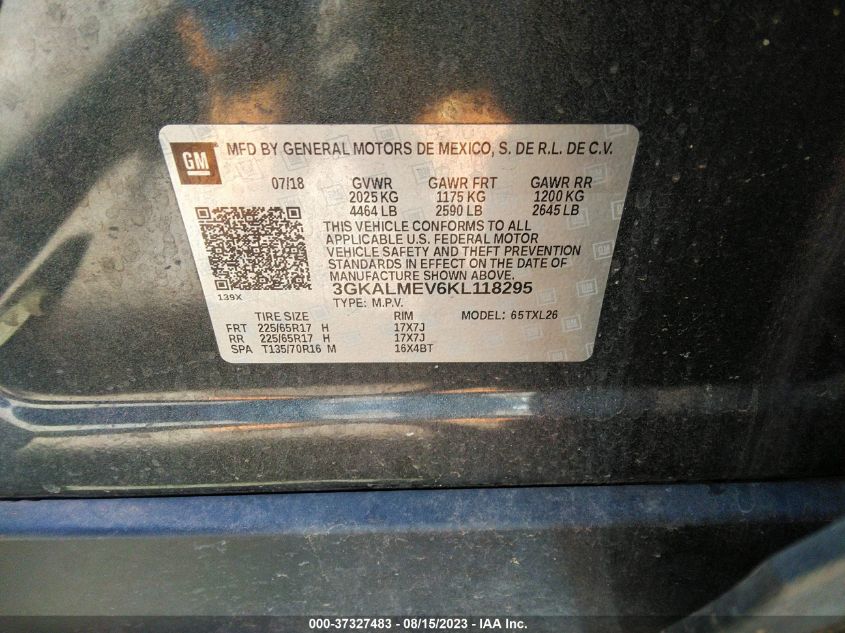 GM
MFD BY GENERAL MOTORS DE MEXICO, S. DE R.L. DE C.V.
07/18 GVWR GAWR FRT GAWR RR
2025 KG 1175 KG 1200 KG
4464 LB 2590 LB 2645 LB
THIS VEHICLE CONFORMS TO ALL
APPLICABLE U.S. FEDERAL MOTOR
VEHICLE SAFETY AND THEFT PREVENTION
STANDARDS IN EFFECT ON THE DATE OF
MANUFACTURE SHOWN ABOVE.
139X
3GKALMEV6KL118295
TYPE: M.P.V.
TIRE SIZE RIM MODEL: 65TXL26
FRT 225/65R17 H 17X7J
RR 225/65R17 H 17X7J
SPA T135/70R16 M 16X4BT
000-37327483 - 08/15/2023 - IAA Inc.